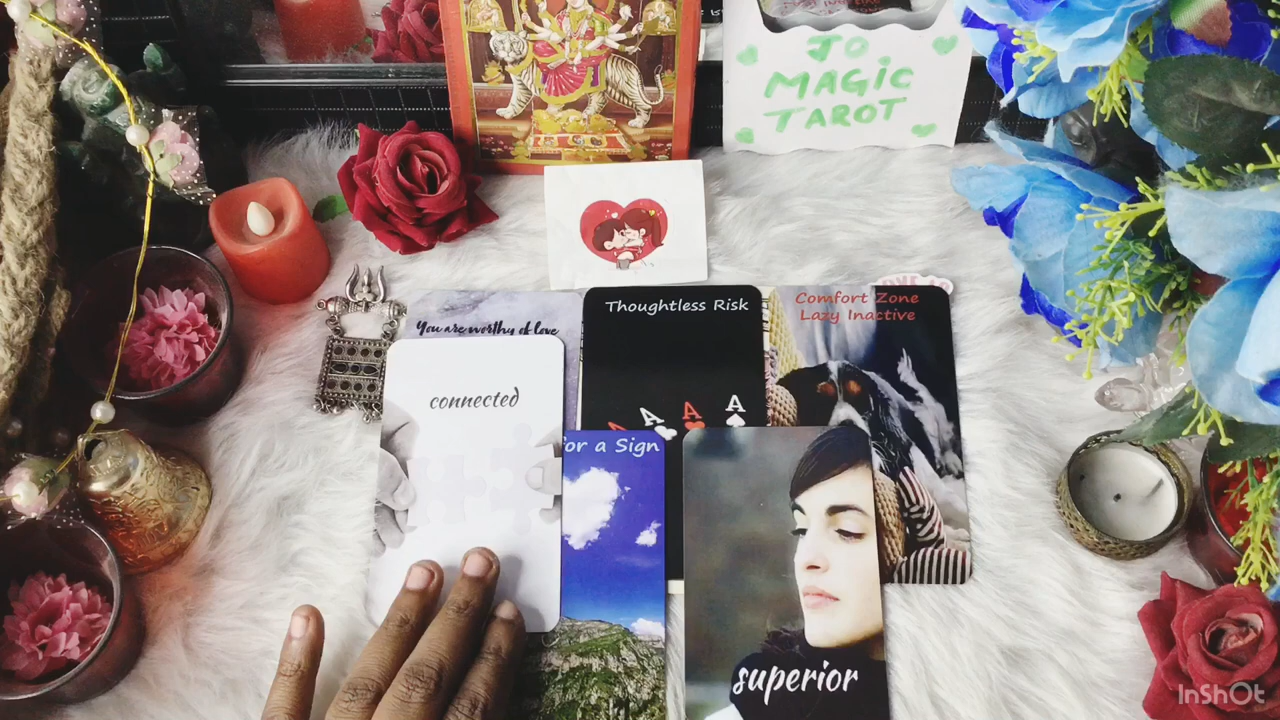 JO
MAGIC
TAROT
You are worthy of love
Thoughtless Risk
Comfort Zone
Lazy Inactive
connected
for a Sign
A
A
A
superior
InShOt